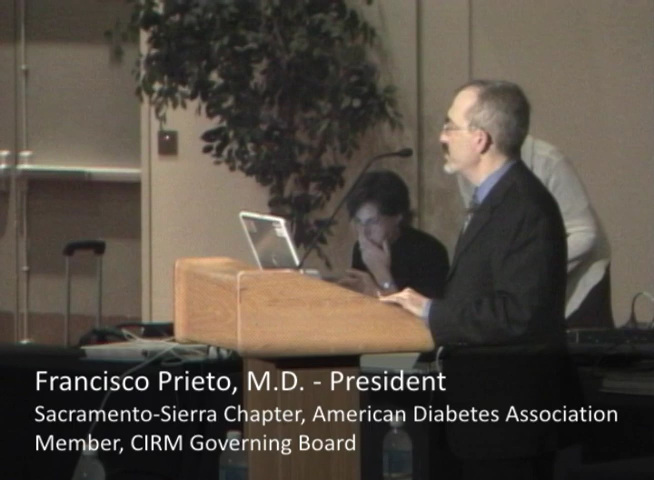 Francisco Prieto, M.D. - President
Sacramento-Sierra Chapter, American Diabetes Association
Member, CIRM Governing Board